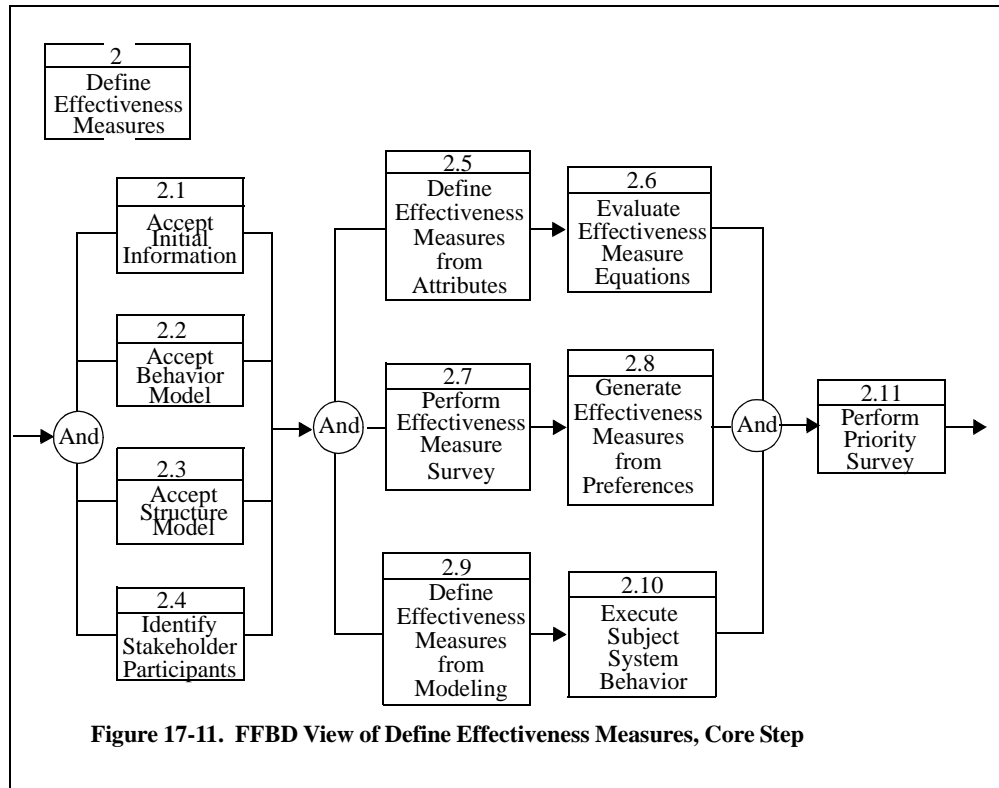 2
Define
Effectiveness
Measures
2.1
Accept
Initial
Information
2.2
Accept
Behavior
Model
And
2.3
Accept
Structure
Model
2.4
Identify
Stakeholder
Participants
And
2.5
Define
Effectiveness
Measures
from
Attributes
2.6
Evaluate
Effectiveness
Measure
Equations
2.7
Perform
Effectiveness
Measure
Survey
2.8
Generate
Effectiveness
Measures
from
Preferences
2.9
Define
Effectiveness
Measures
from
Modeling
2.10
Execute
Subject
System
Behavior
And
2.11
Perform
Priority
Survey
Figure 17-11. FFBD View of Define Effectiveness Measures, Core Step